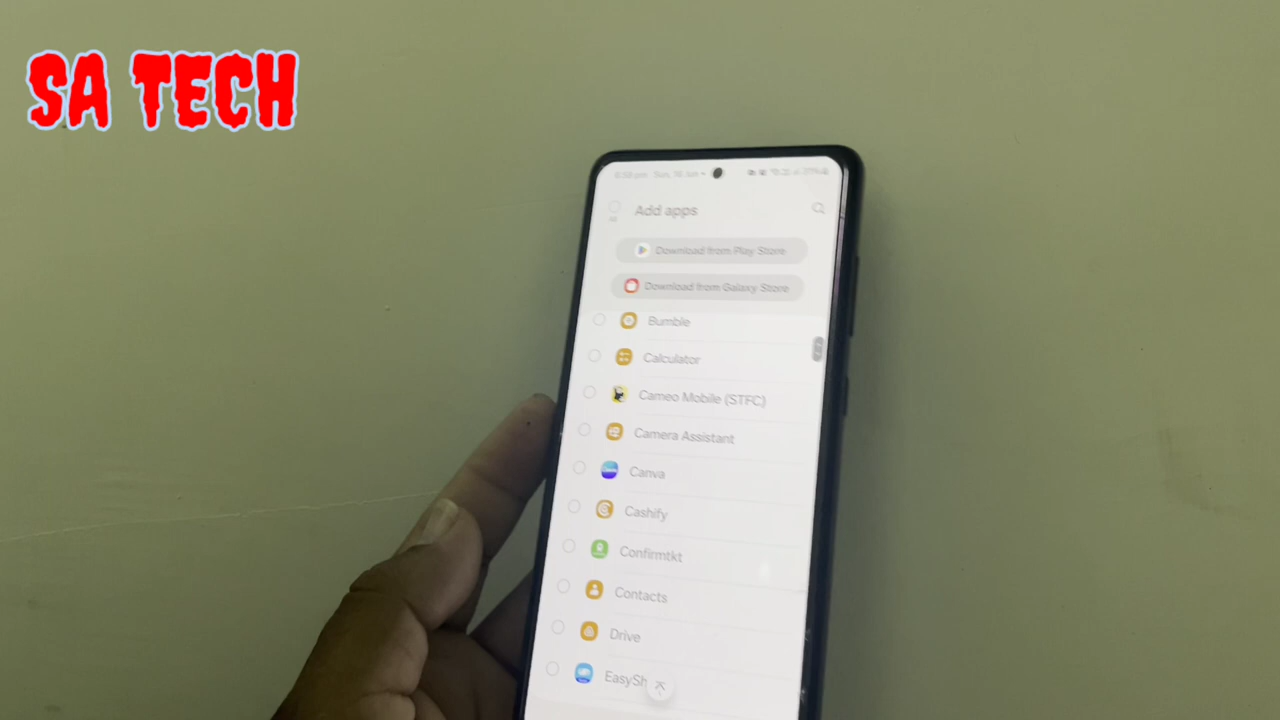 SA TECH
Add apps
Download from Play Store
Download from Galaxy Store
Bumble
Calculator
Cameo Mobile (STFC)
Camera Assistant
Canva
Cashify
Confirmtkt
Contacts
Drive
EasySh